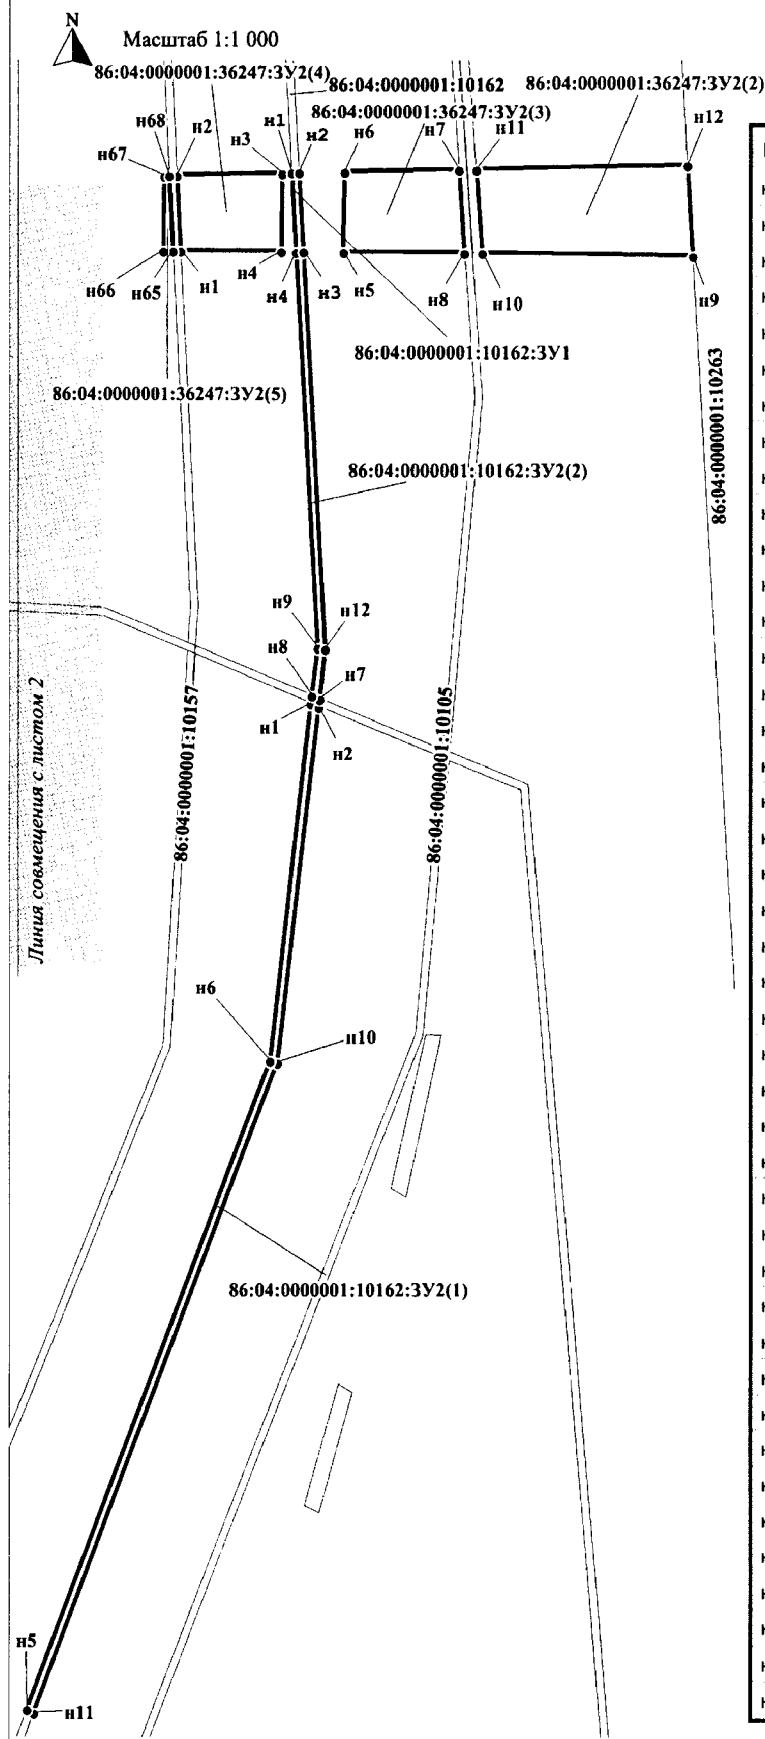 N
Масштаб 1:1 000
86:04:0000001:36247:ЗУ2(4)
86:04:0000001:10162
86:04:0000001:36247:ЗУ2(2)
86:04:0000001:36247:ЗУ2(3)
н68
н2
н1
н2
н6
н7
н11
н12
н67
н3
н66
н65
н1
н4
н4
н3
н5
н8
н10
н9
86:04:0000001:10162:ЗУ1
86:04:0000001:36247:ЗУ2(5)
86:04:0000001:10263
86:04:0000001:10162:ЗУ2(2)
н9
н12
н8
н7
н1
н2
Линия совмещения с листом 2
86:04:0000001:10157
86:04:0000001:10105
н6
н10
86:04:0000001:10162:ЗУ2(1)
н5
н11